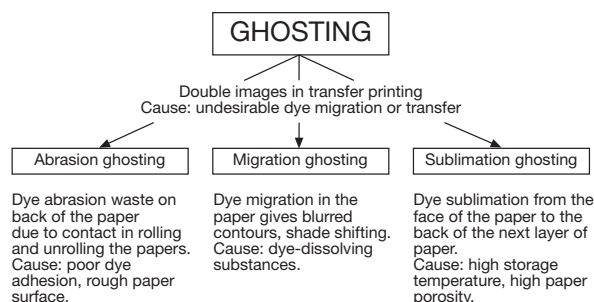 GHOSTING
Double images in transfer printing
Cause: undesirable dye migration or transfer
Abrasion ghosting
Migration ghosting
Sublimation ghosting
Dye abrasion waste on
back of the paper
due to contact in rolling
and unrolling the papers.
Cause: poor dye
adhesion, rough paper
surface.
Dye migration in the
paper gives blurred
contours, shade shifting.
Cause: dye-dissolving
substances.
Dye sublimation from the
face of the paper to the
back of the next layer of
paper.
Cause: high storage
temperature, high paper
porosity.